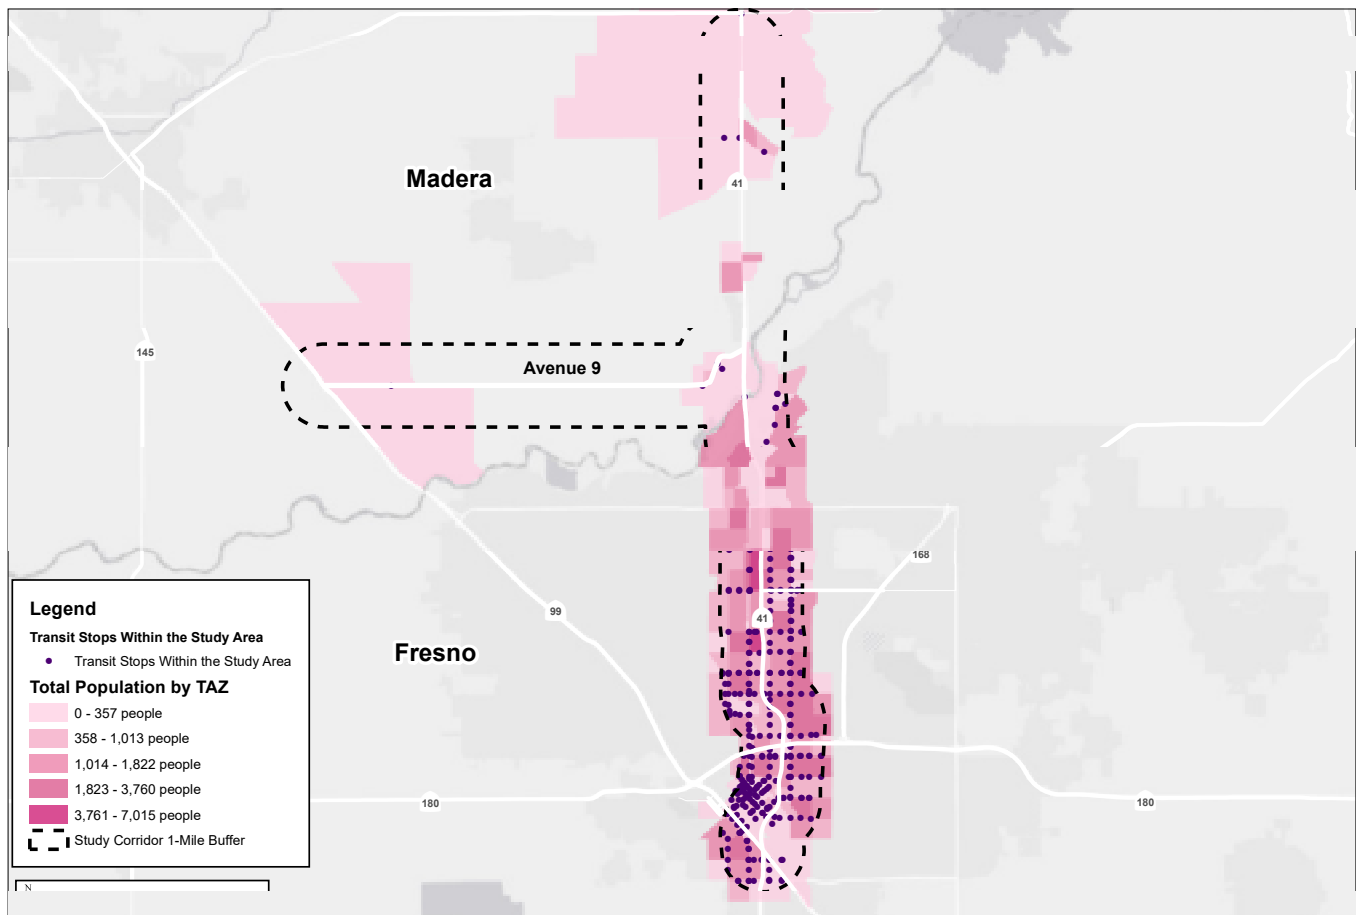 Madera
41
145
Avenue 9
168
99
41
Fresno
180
180
Legend
Transit Stops Within the Study Area
Transit Stops Within the Study Area
Total Population by TAZ
0 - 357 people
358 - 1,013 people
1,014 - 1,822 people
1,823 - 3,760 people
3,761 - 7,015 people
Study Corridor 1-Mile Buffer
N